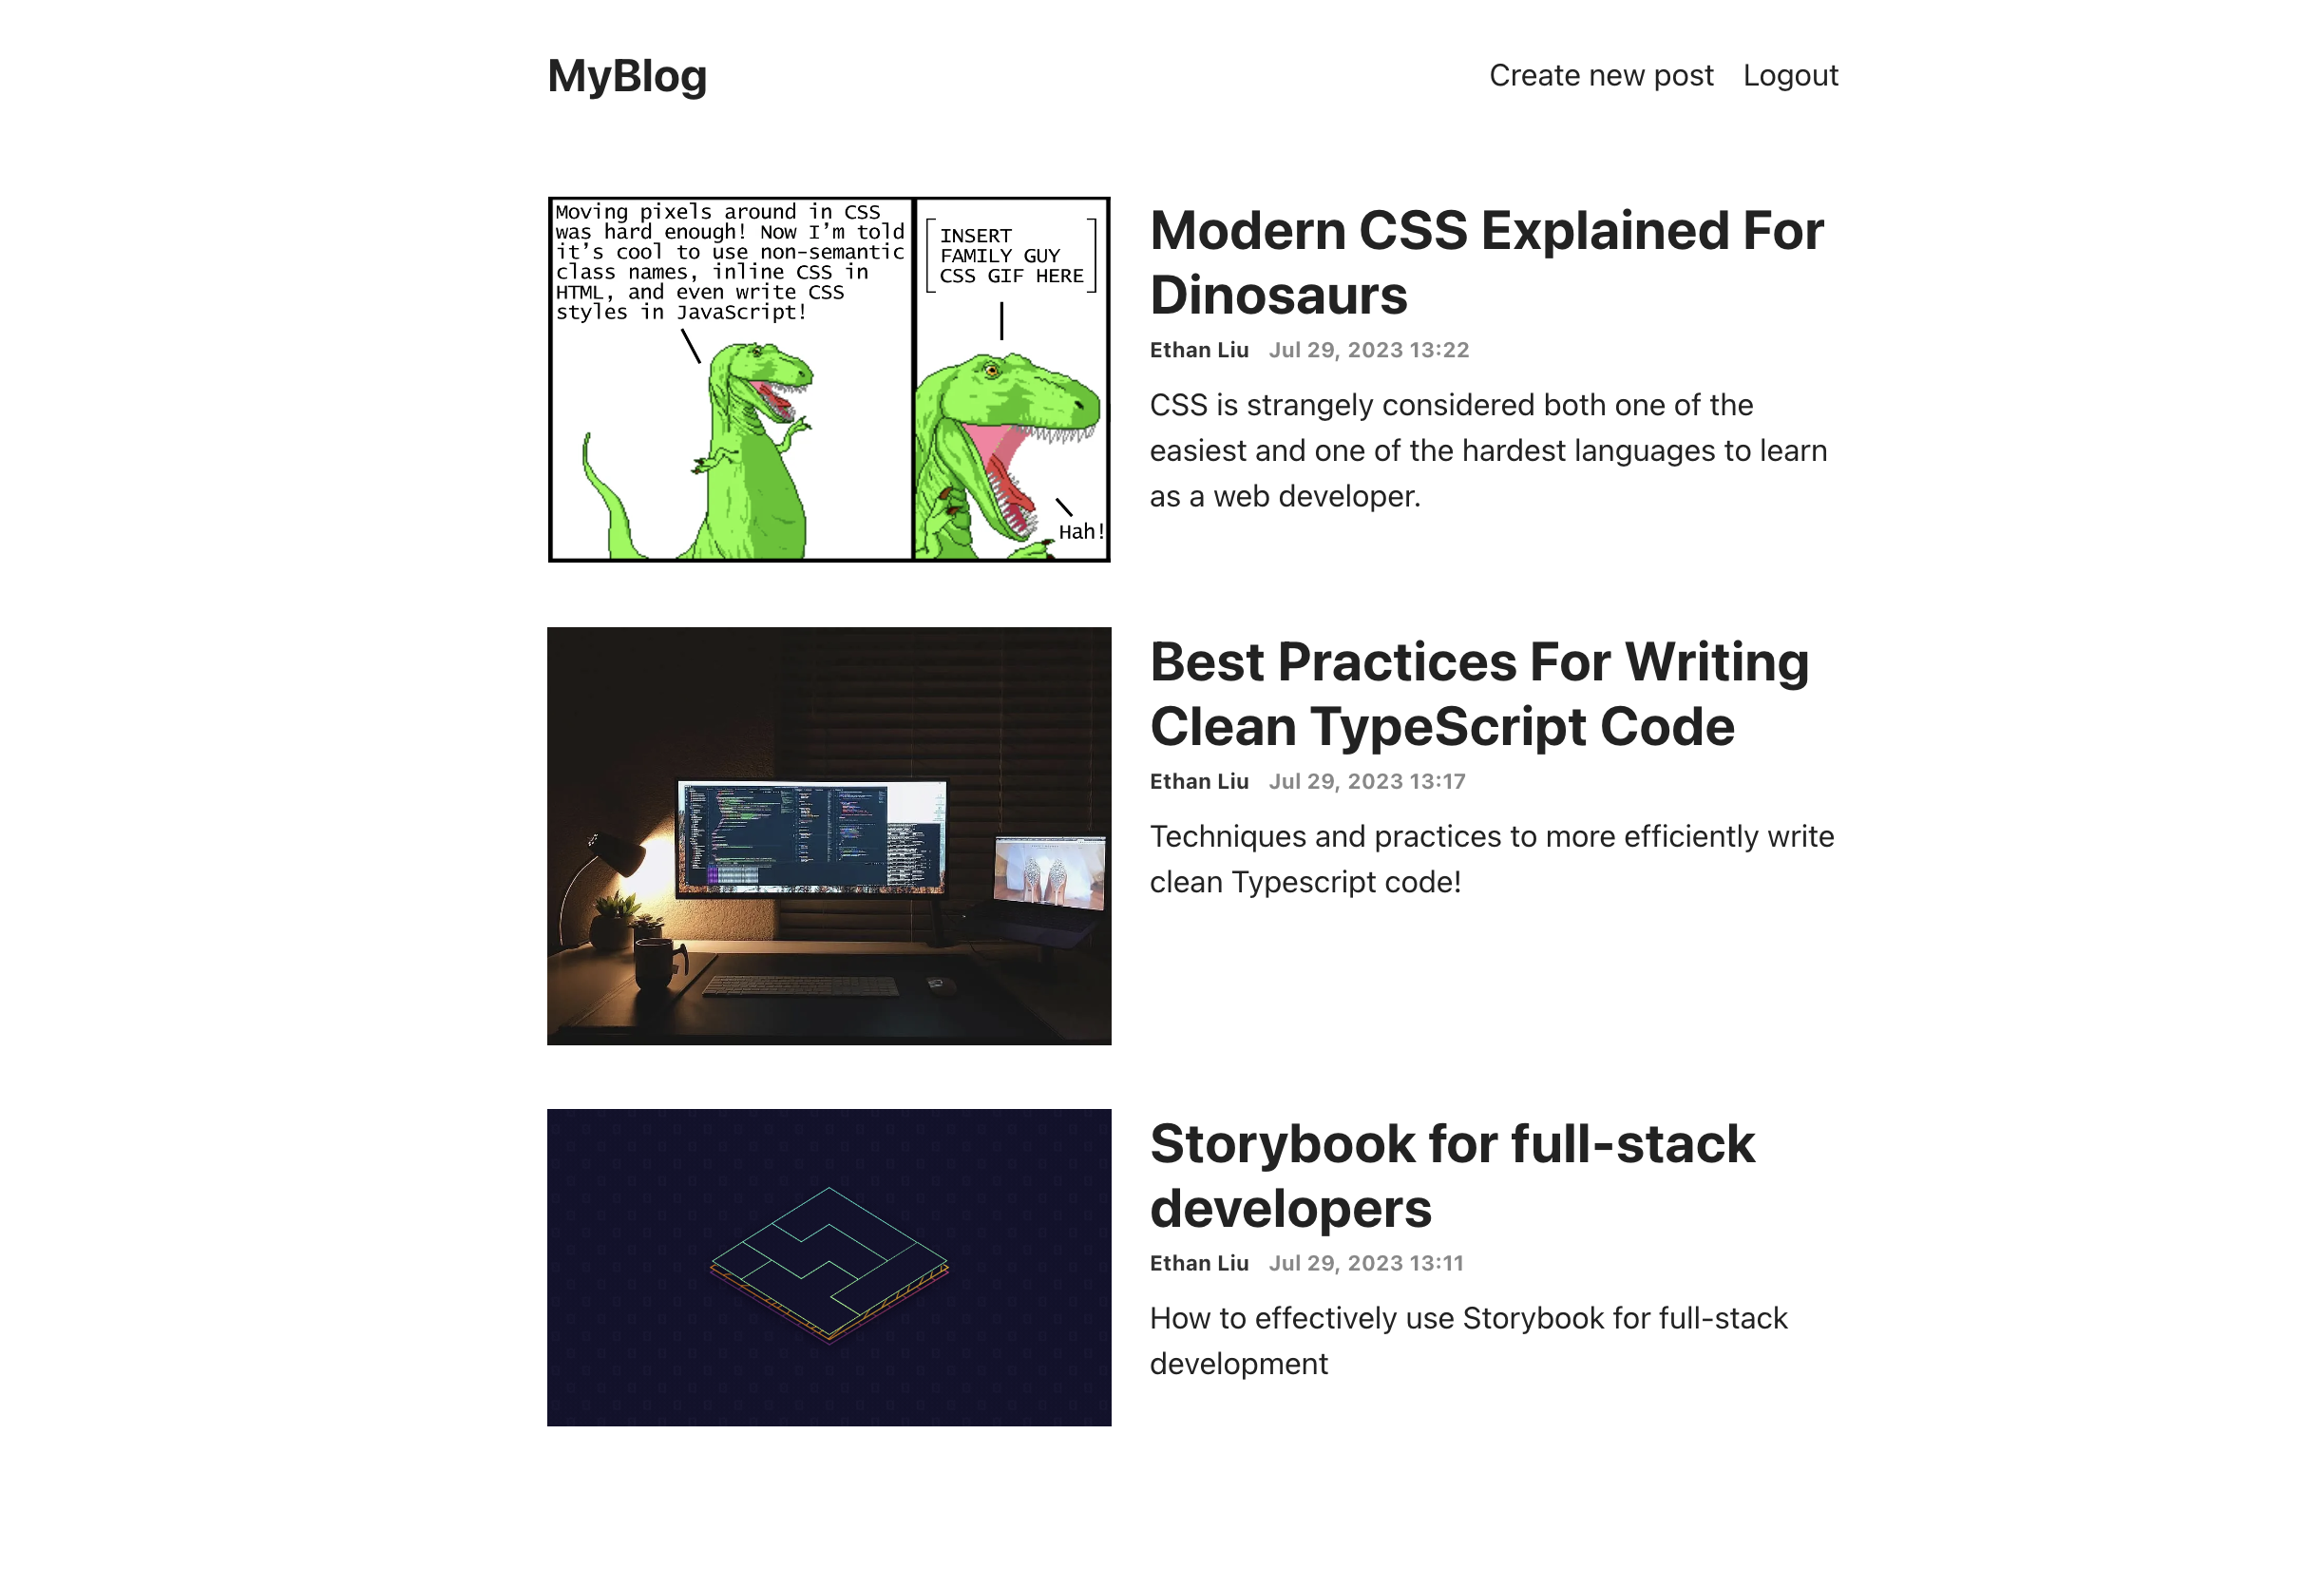 MyBlog
Create new post Logout
Moving pixels around in CSS
was hard enough! Now I'm told
it's cool to use non-semantic
class names, inline CSS in
HTML, and even write CSS
styles in JavaScript!
INSERT
FAMILY GUY
CSS GIF HERE
Hah!
Modern CSS Explained For
Dinosaurs
Ethan Liu Jul 29, 2023 13:22
CSS is strangely considered both one of the
easiest and one of the hardest languages to learn
as a web developer.
Best Practices For Writing
Clean TypeScript Code
Ethan Liu Jul 29, 2023 13:17
Techniques and practices to more efficiently write
clean Typescript code!
Storybook for full-stack
developers
Ethan Liu Jul 29, 2023 13:11
How to effectively use Storybook for full-stack
development